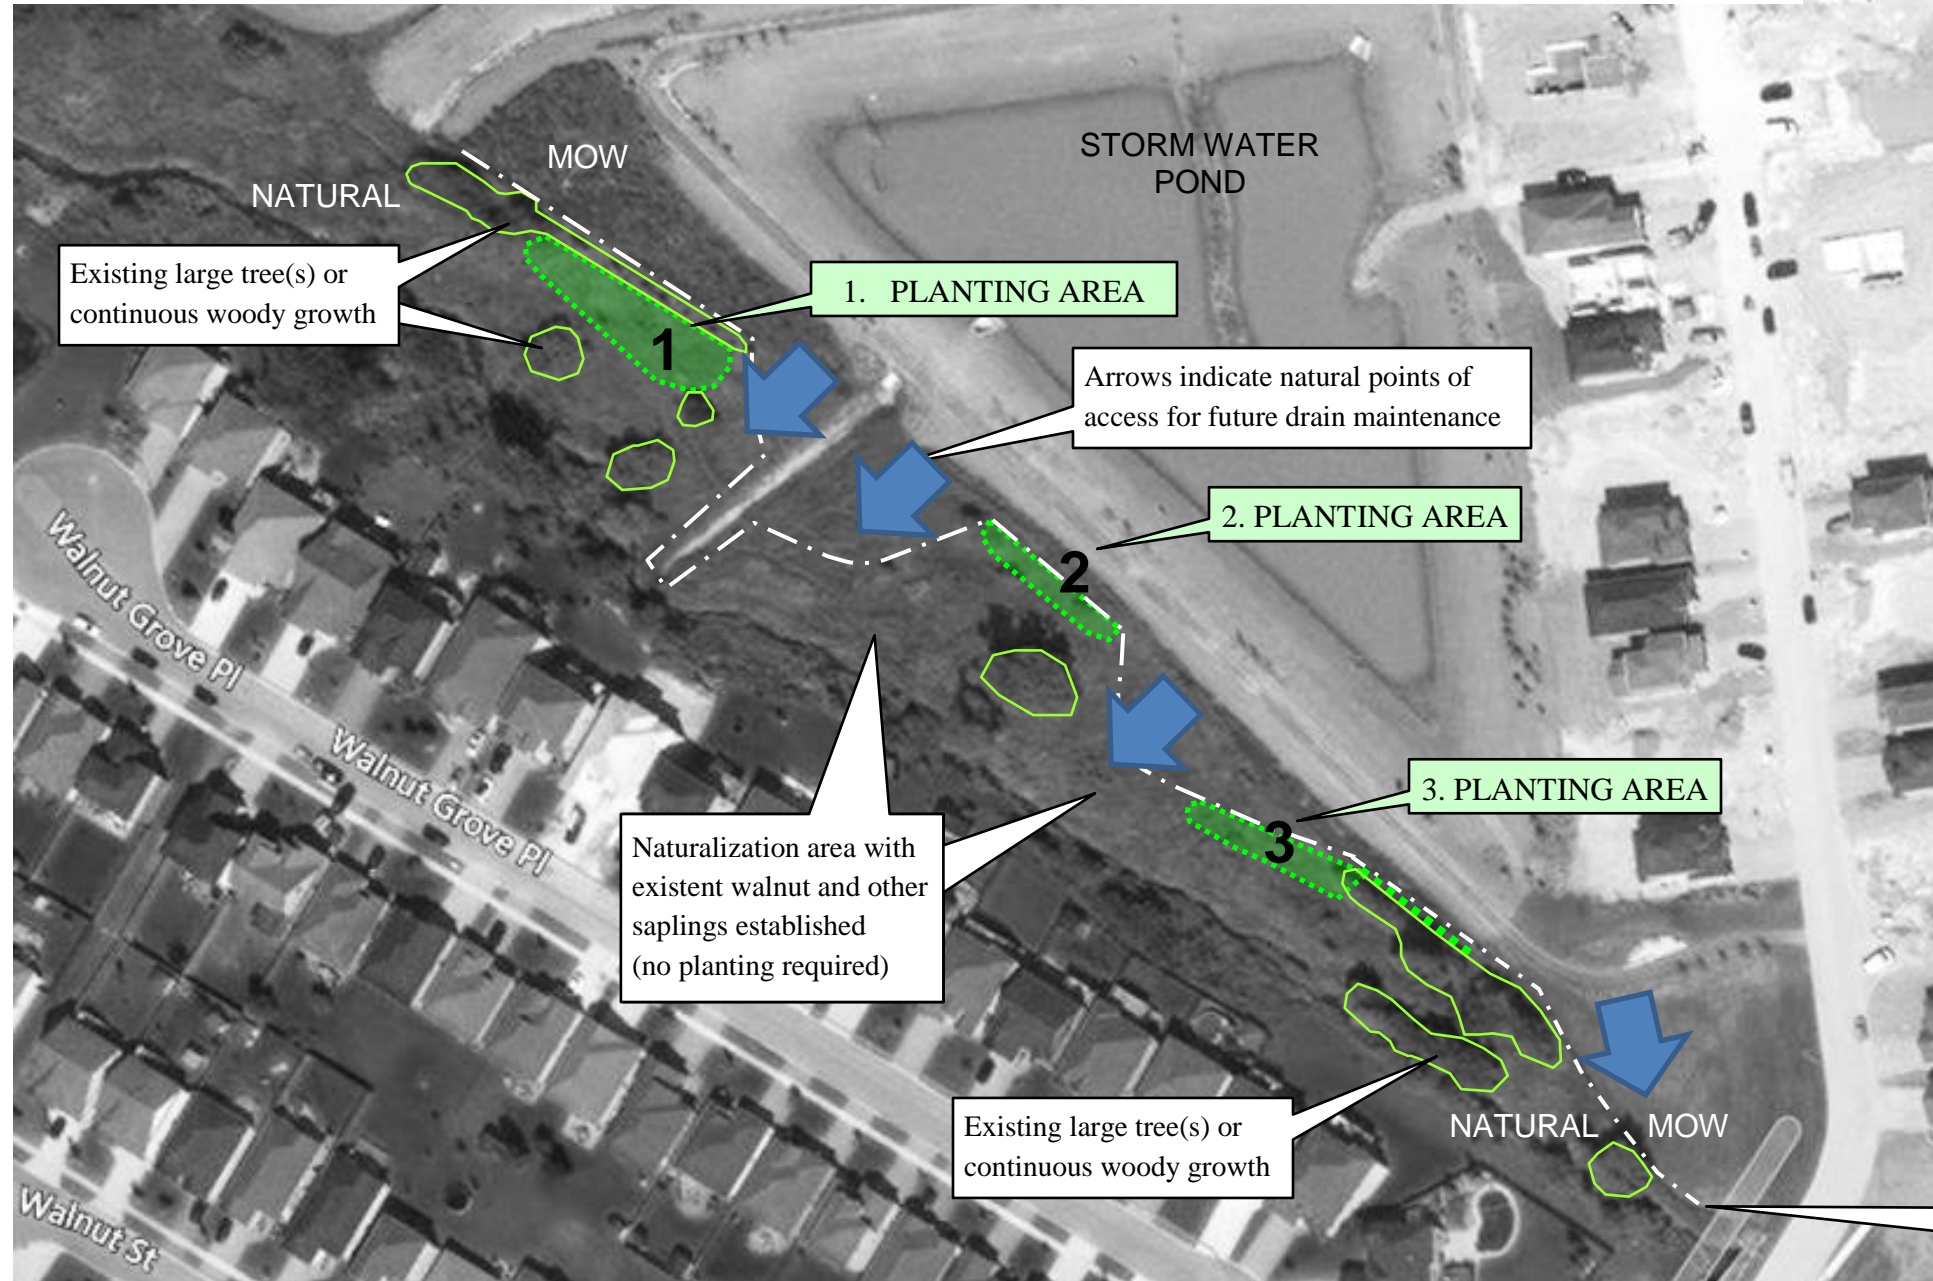 STORM WATER
POND
MOW
NATURAL
Existing large tree(s) or
continuous woody growth
1. PLANTING AREA
1
Arrows indicate natural points of
access for future drain maintenance
2. PLANTING AREA
2
Walnut Grove Pl
Walnut Grove Pl
3. PLANTING AREA
3
Naturalization area with
existent walnut and other
saplings established
(no planting required)
Existing large tree(s) or
continuous woody growth
NATURAL
MOW
Walnut St